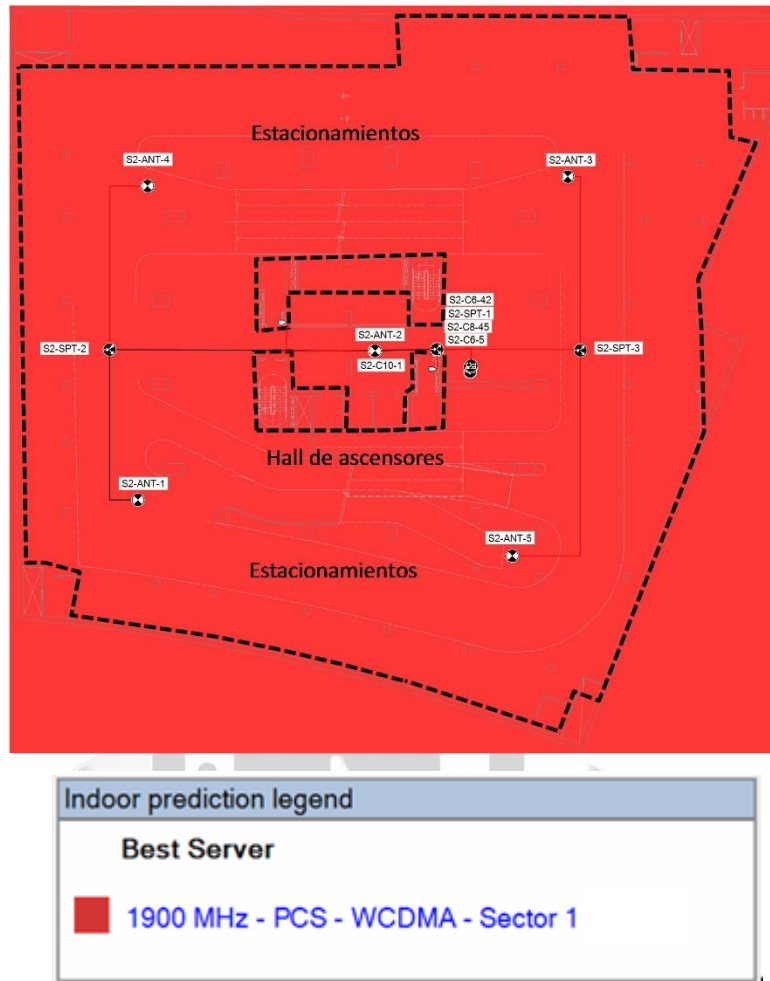 Estacionamientos
S2-ANT-4
S2-ANT-3
S2-C6-42
S2-SPT-1
S2-C8-45
S2-C6-5
S2-SPT-2
S2-ANT-2
S2-SPT-3
S2-C10-1
Hall de ascensores
S2-ANT-1
S2-ANT-5
Estacionamientos
Indoor prediction legend
Best Server
1900 MHz - PCS - WCDMA - Sector 1